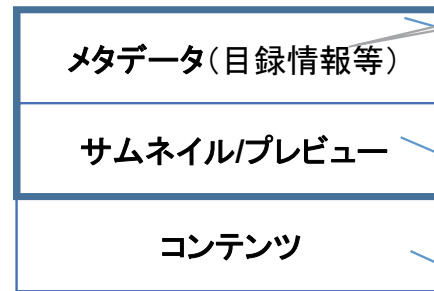 メタデータ（目録情報等）
サムネイル/プレビュー
コンテンツ